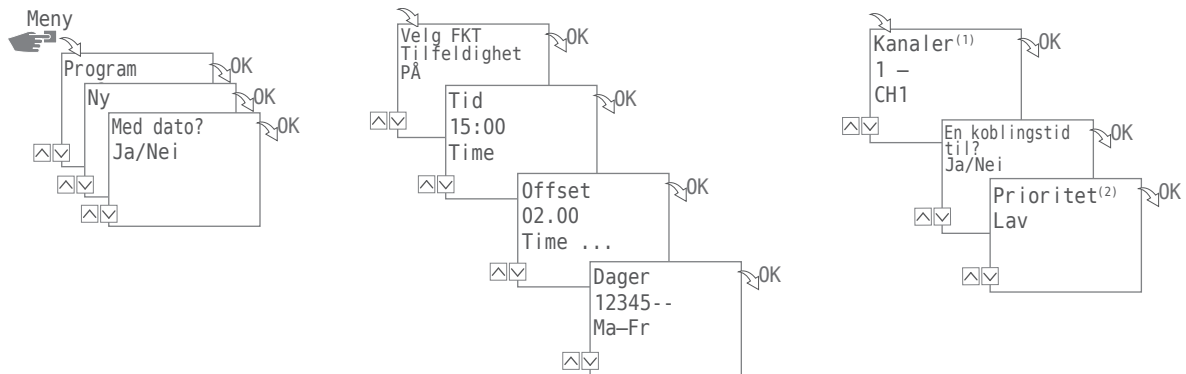 Meny
Program
OK
Ny
OK
Med dato?
Ja/Nei
OK
Velg FKT
Tilfeldighet
PÅ
OK
Tid
15:00
Time
OK
Offset
02.00
Time ...
OK
Dager
12345--
Ma–Fr
OK
Kanaler(1)
1 –
CH1
OK
En koblingstid
til?
Ja/Nei
OK
Prioritet(2)
Lav
OK